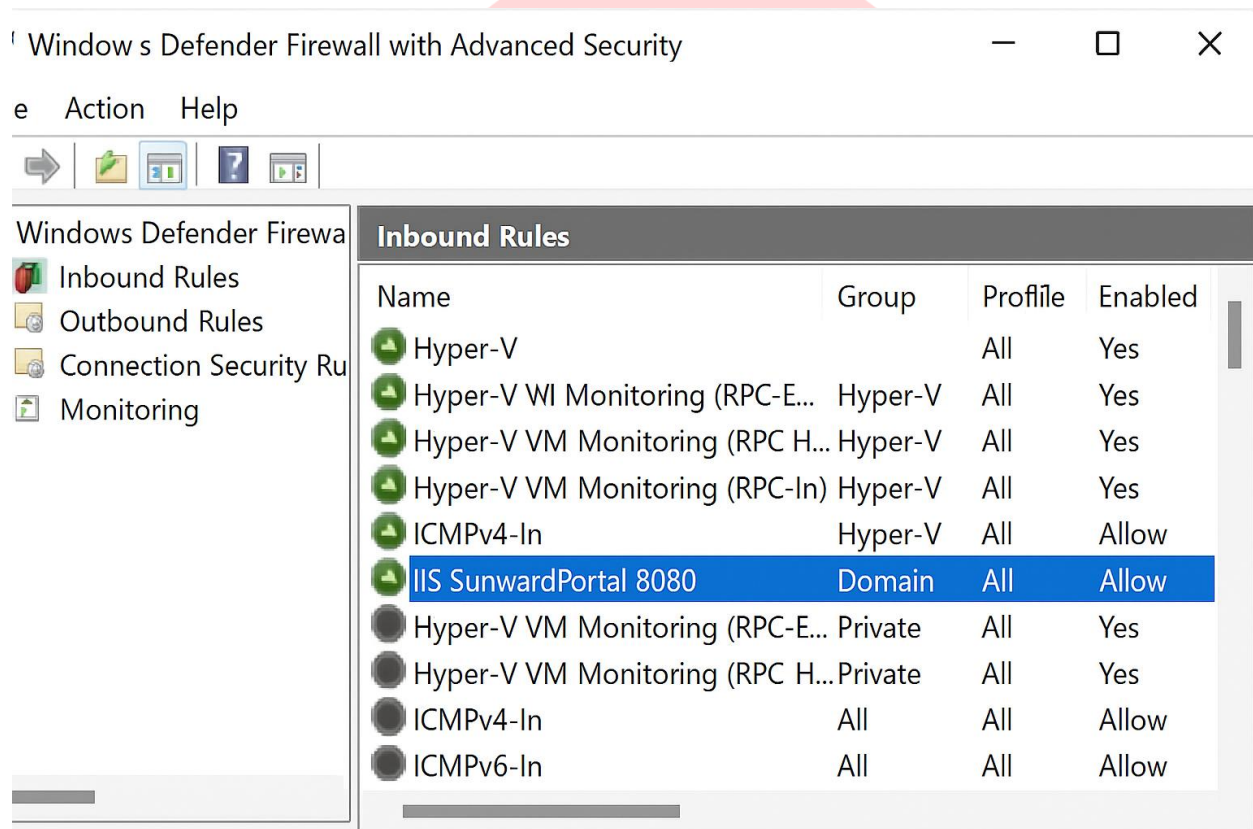 Window s Defender Firewall with Advanced Security
e Action Help
Windows Defender Firewa
Inbound Rules
Outbound Rules
Connection Security Ru
Monitoring
Inbound Rules
Name Group Proflile Enabled
Hyper-V All Yes
Hyper-V WI Monitoring (RPC-E... Hyper-V All Yes
Hyper-V VM Monitoring (RPC H... Hyper-V All Yes
Hyper-V VM Monitoring (RPC-In) Hyper-V All Yes
ICMPv4-In Hyper-V All Allow
IIS SunwardPortal 8080 Domain All Allow
Hyper-V VM Monitoring (RPC-E... Private All Yes
Hyper-V VM Monitoring (RPC H... Private All Yes
ICMPv4-In All All Allow
ICMPv6-In All All Allow